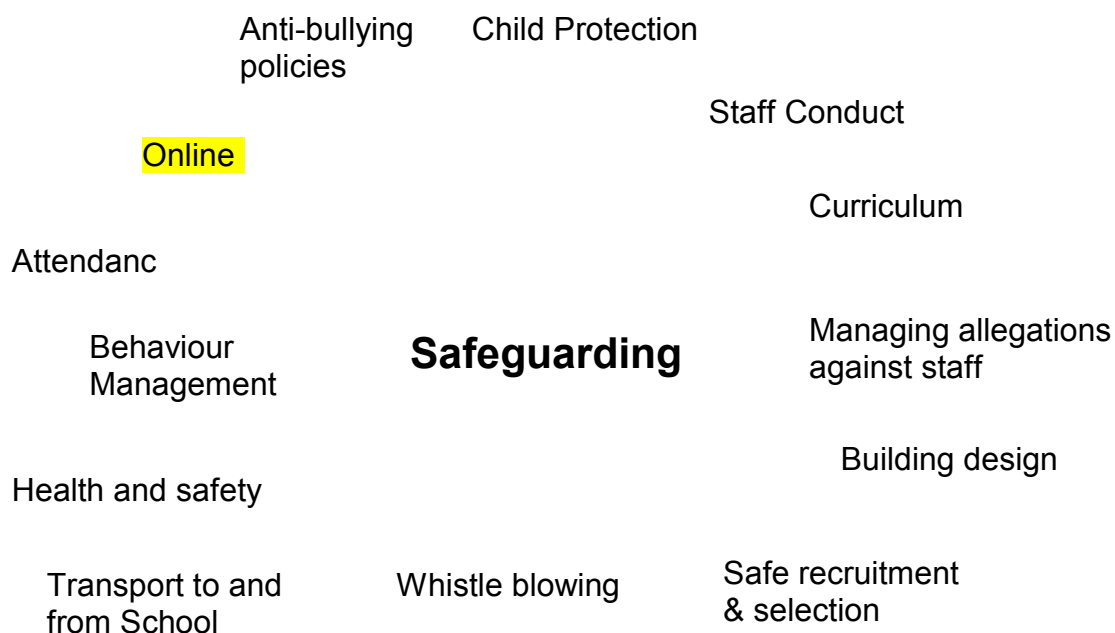 Anti-bullying
policies
Child Protection
Staff Conduct
Online
Curriculum
Attendanc
Behaviour
Management
Safeguarding
Managing allegations
against staff
Building design
Health and safety
Transport to and
from School
Whistle blowing
Safe recruitment
& selection